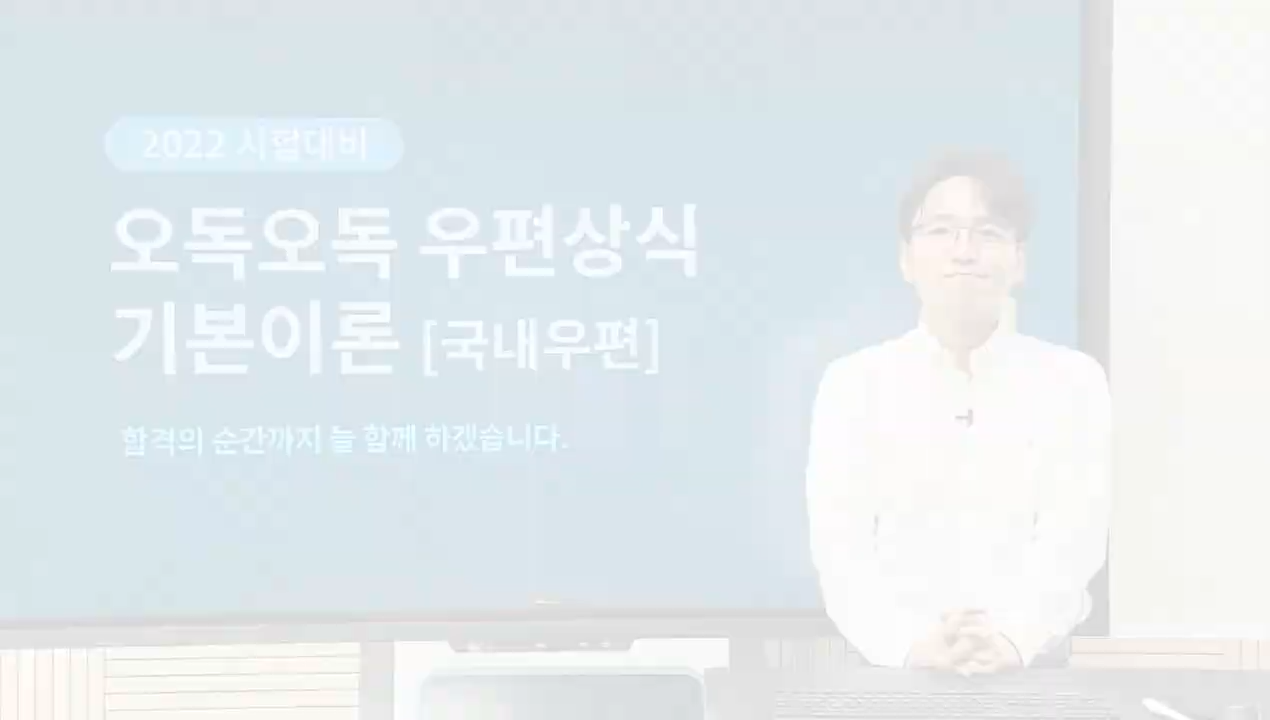 2022 시험대비
오독오독 우편상식
기본이론 [국내우편]
합격의 순간까지 늘 함께 하겠습니다.